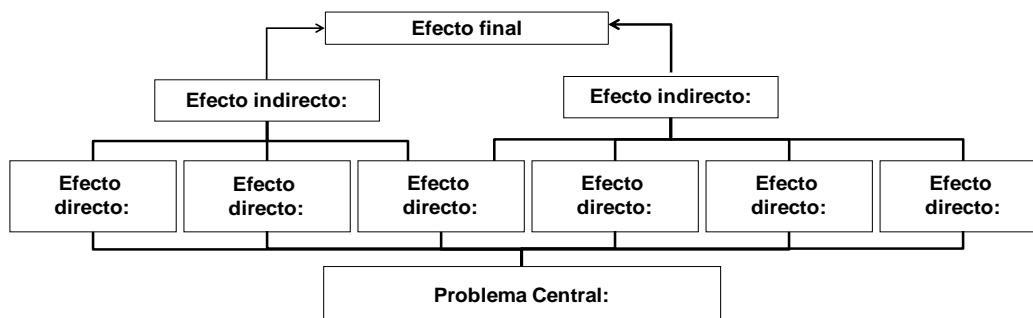 Efecto final
Efecto indirecto:
Efecto indirecto:
Efecto
directo:
Efecto
directo:
Efecto
directo:
Efecto
directo:
Efecto
directo:
Efecto
directo:
Problema Central: